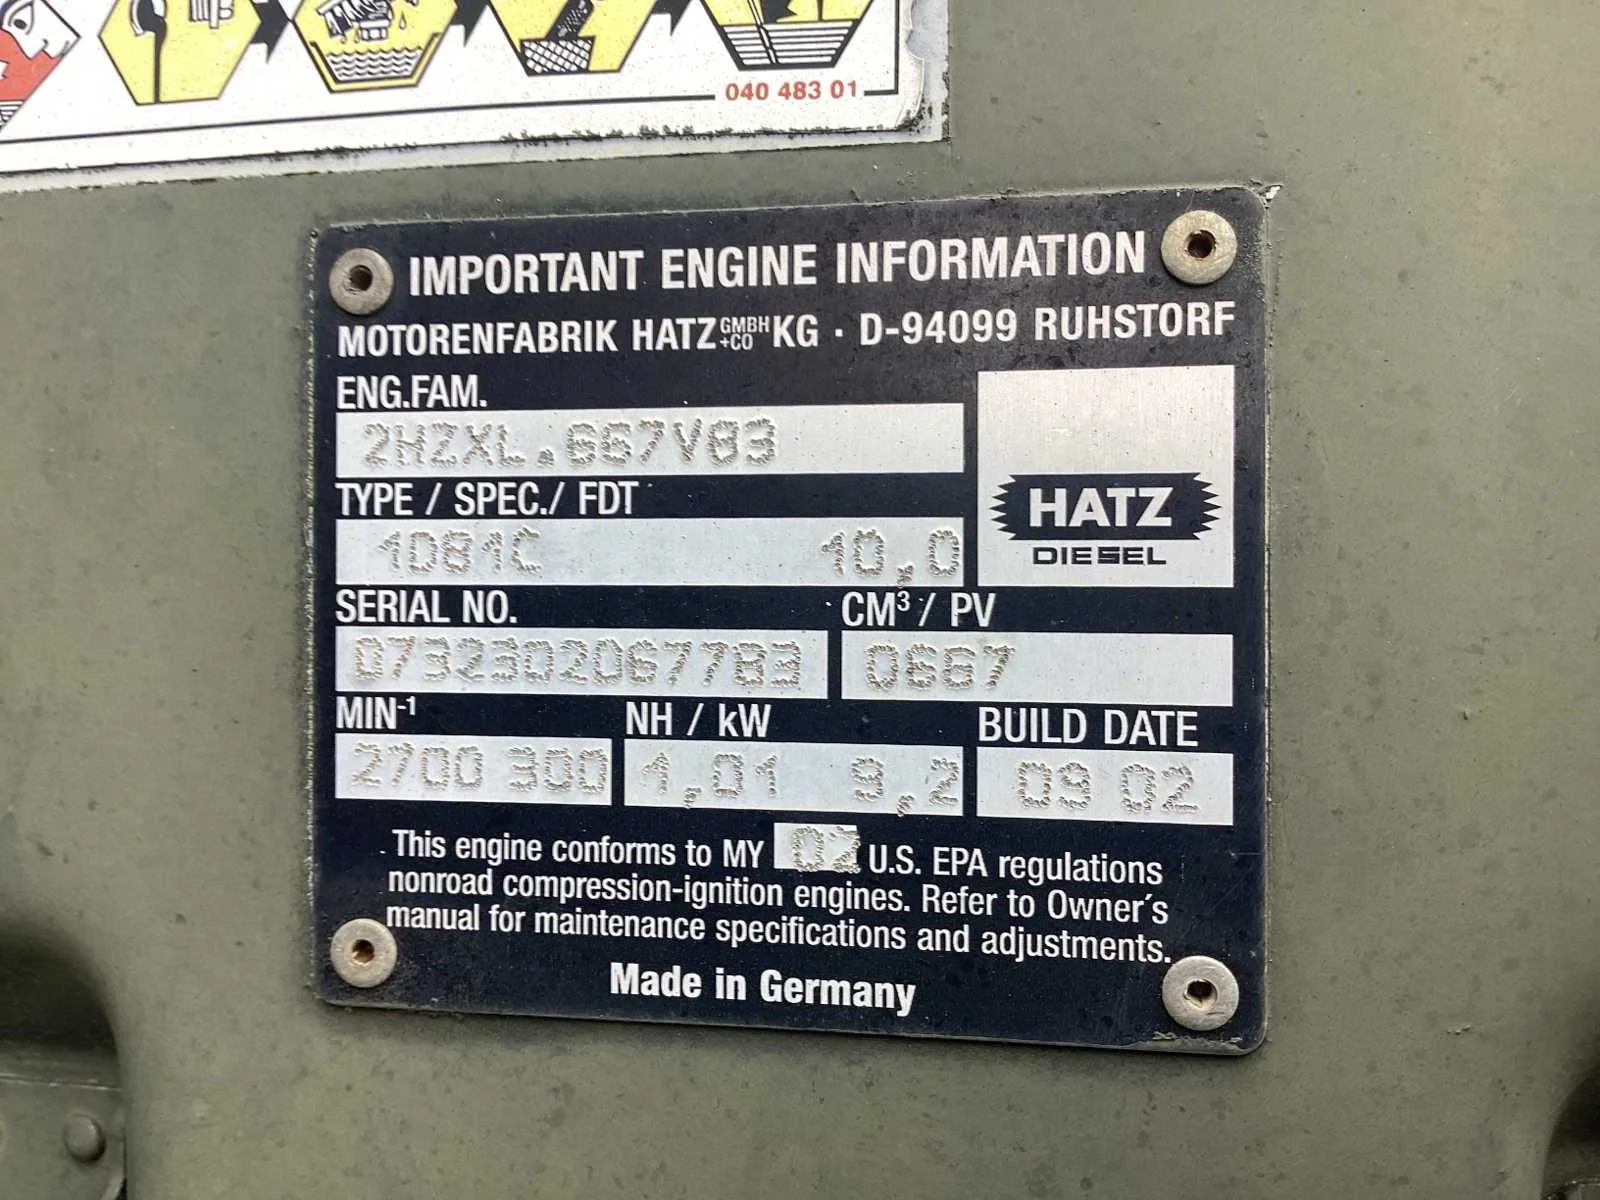 040 483 01
IMPORTANT ENGINE INFORMATION
MOTORENFABRIK HATZ GMBH +CO KG · D-94099 RUHSTORF
ENG.FAM.
2HZXL.667V03
TYPE / SPEC./ FDT
1D81C 10,0
HATZ
DIESEL
SERIAL NO. CM³ / PV
0667
MIN-1 NH / kW BUILD DATE
2700 300 1,01 9,2 09 02
This engine conforms to MY 02 U.S. EPA regulations
nonroad compression-ignition engines. Refer to Owner's
manual for maintenance specifications and adjustments.
Made in Germany